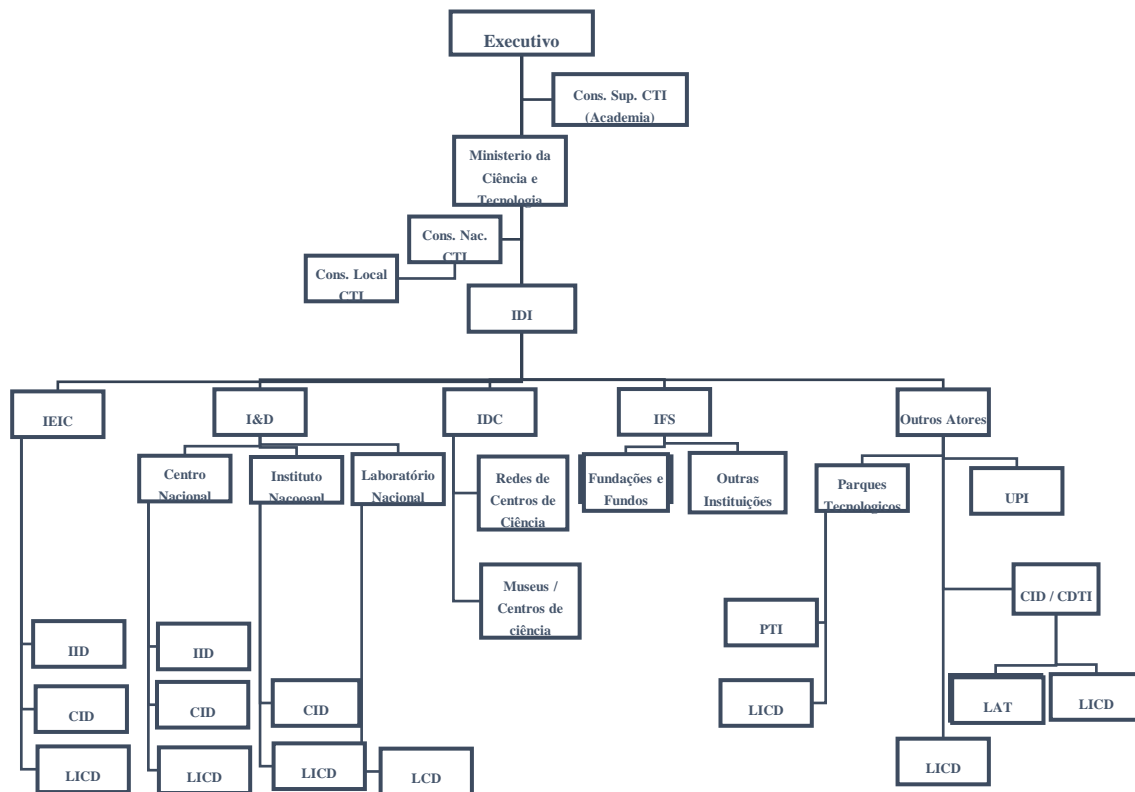 Executivo
Cons. Sup. CTI
(Academia)
Ministerio da
Ciência e
Tecnologia
Cons. Nac.
CTI
Cons. Local
CTI
IDI
IEIC
I&D
IDC
IFS
Outros Atores
Centro
Nacional
Instituto
Nacooanl
Laboratório
Nacional
Redes de
Centros de
Ciência
Fundações e
Fundos
Outras
Instituições
Parques
Tecnologicos
UPI
Museus /
Centros de
ciência
CID / CDTI
PTI
IID
IID
LICD
LAT
LICD
CID
CID
CID
LICD
LICD
LICD
LICD
LCD